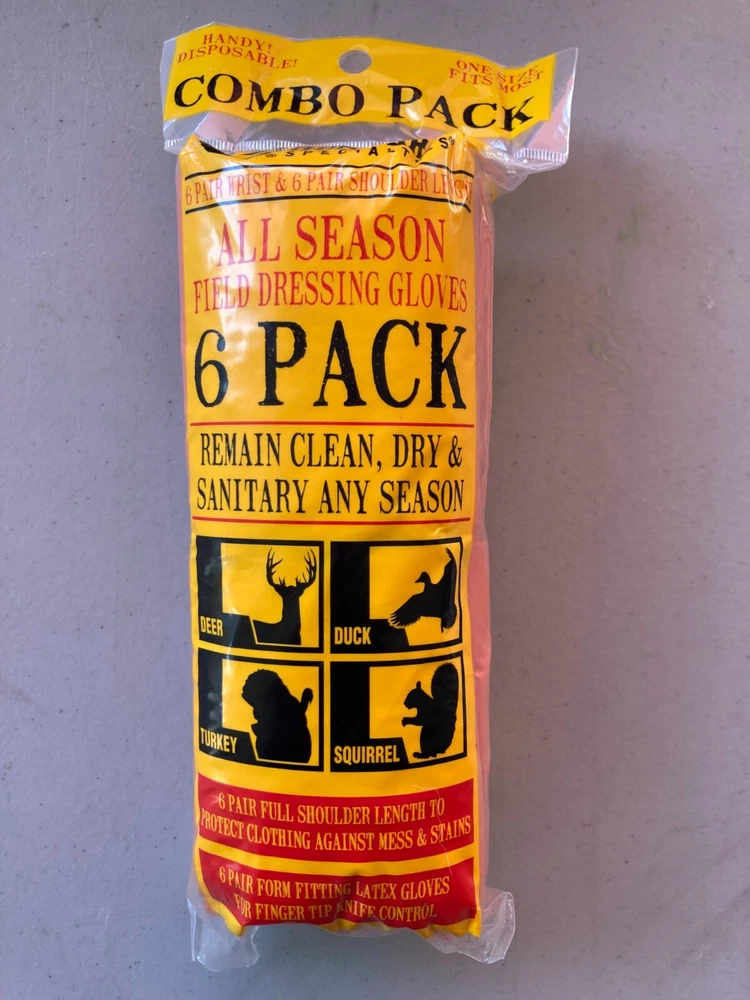 HANDY!
DISPOSABLE!
ONE SIZE
FITS MOST
COMBO PACK
SPECIALTY
6 PAIR WRIST & 6 PAIR SHOULDER LENGTH
ALL SEASON
FIELD DRESSING GLOVES
6 PACK
REMAIN CLEAN, DRY &
SANITARY ANY SEASON
DEER
DUCK
TURKEY
SQUIRREL
6 PAIR FULL SHOULDER LENGTH TO
PROTECT CLOTHING AGAINST MESS & STAINS
6 PAIR FORM FITTING LATEX GLOVES
FOR FINGER TIP KNIFE CONTROL